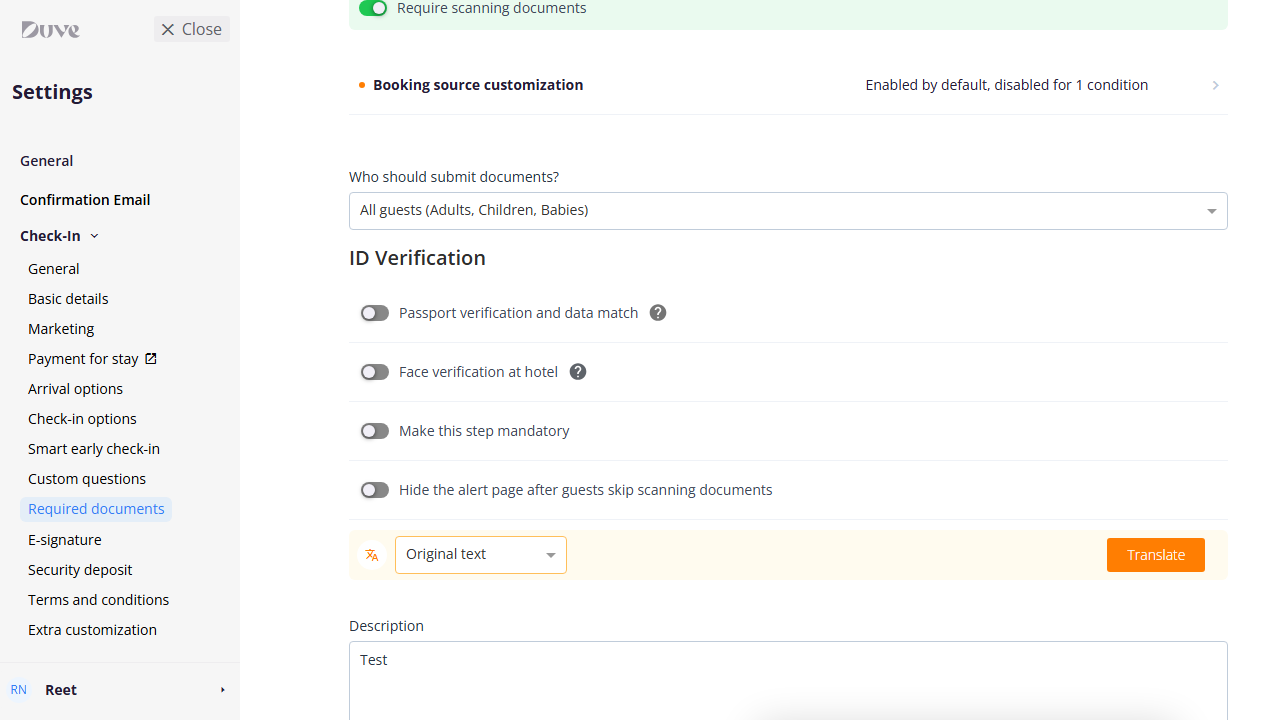 Duve
Close
Settings
General
Confirmation Email
Check-In
General
Basic details
Marketing
Payment for stay
Arrival options
Check-in options
Smart early check-in
Custom questions
Required documents
E-signature
Security deposit
Terms and conditions
Extra customization
RN Reet
Require scanning documents
Booking source customization Enabled by default, disabled for 1 condition
Who should submit documents?
All guests (Adults, Children, Babies)
ID Verification
Passport verification and data match ?
Face verification at hotel ?
Make this step mandatory
Hide the alert page after guests skip scanning documents
Original text Translate
Description
Test